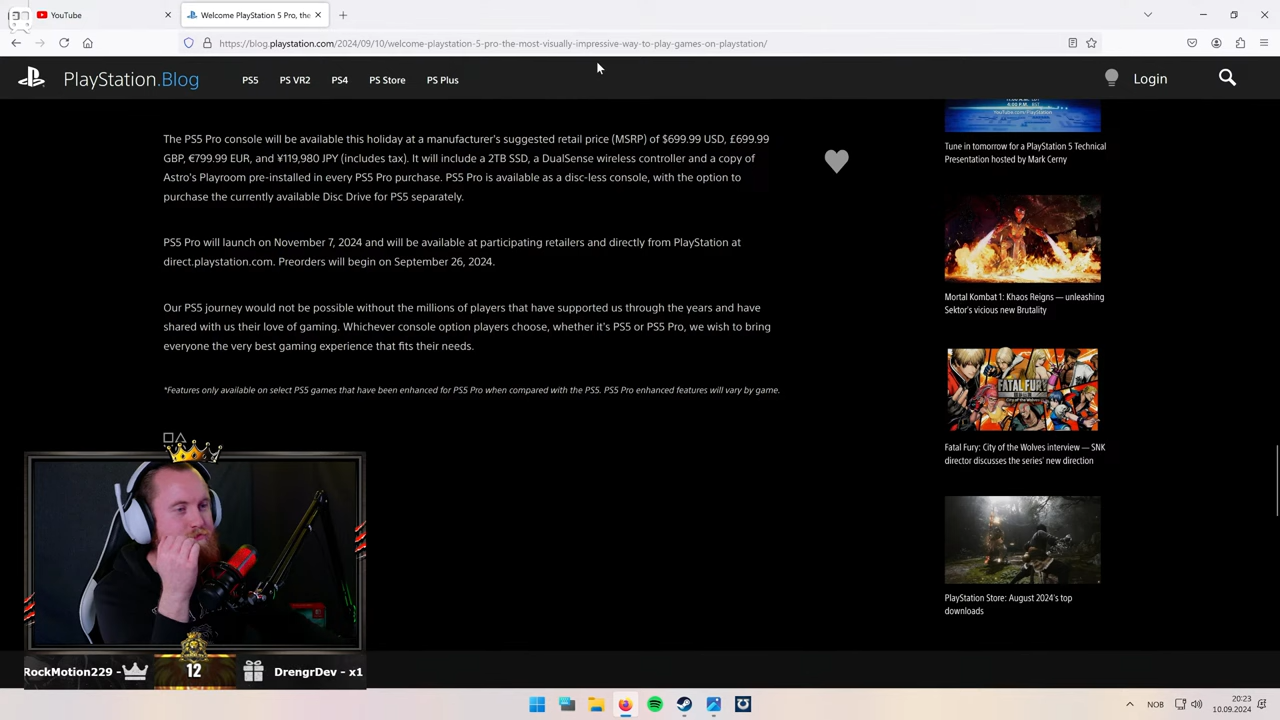 YouTube
Welcome PlayStation 5 Pro, the
https://blog.playstation.com/2024/09/10/welcome-playstation-5-pro-the-most-visually-impressive-way-to-play-games-on-playstation/
PlayStation.Blog
PS5
PS VR2
PS4
PS Store
PS Plus
Login
The PS5 Pro console will be available this holiday at a manufacturer's suggested retail price (MSRP) of $699.99 USD, £699.99
GBP, €799.99 EUR, and ¥119,980 JPY (includes tax). It will include a 2TB SSD, a DualSense wireless controller and a copy of
Astro's Playroom pre-installed in every PS5 Pro purchase. PS5 Pro is available as a disc-less console, with the option to
purchase the currently available Disc Drive for PS5 separately.
PS5 Pro will launch on November 7, 2024 and will be available at participating retailers and directly from PlayStation at
direct.playstation.com. Preorders will begin on September 26, 2024.
Our PS5 journey would not be possible without the millions of players that have supported us through the years and have
shared with us their love of gaming. Whichever console option players choose, whether it's PS5 or PS5 Pro, we wish to bring
everyone the very best gaming experience that fits their needs.
*Features only available on select PS5 games that have been enhanced for PS5 Pro when compared with the PS5. PS5 Pro enhanced features will vary by game.
YouTube.com/PlayStation
Tune in tomorrow for a PlayStation 5 Technical
Presentation hosted by Mark Cerny
Mortal Kombat 1: Khaos Reigns — unleashing
Sektor's vicious new Brutality
FATAL FURY
City of the Wolves
Fatal Fury: City of the Wolves interview — SNK
director discusses the series' new direction
PlayStation Store: August 2024's top
downloads
RockMotion229 -
12
DrengrDev - x1
NOB
20:23
10.09.2024